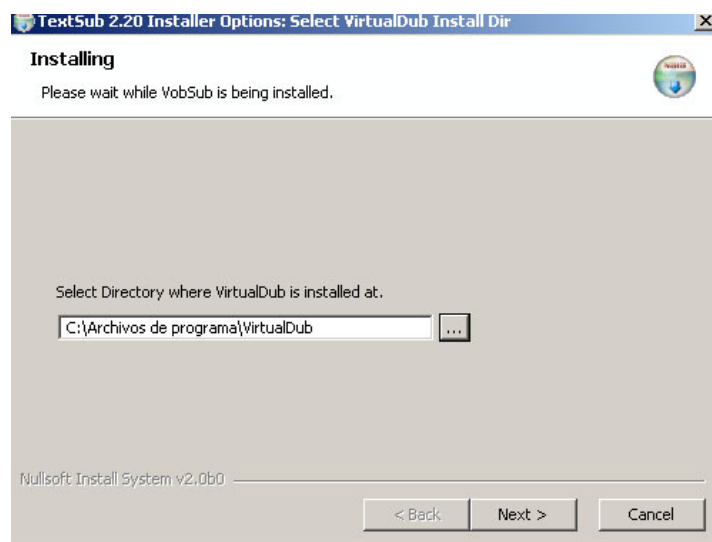 TextSub 2.20 Installer Options: Select VirtualDub Install Dir
Installing
Please wait while VobSub is being installed.
Select Directory where VirtualDub is installed at.
C:\Archivos de programa\VirtualDub
...
Nullsoft Install System v2.0b0
< Back
Next >
Cancel